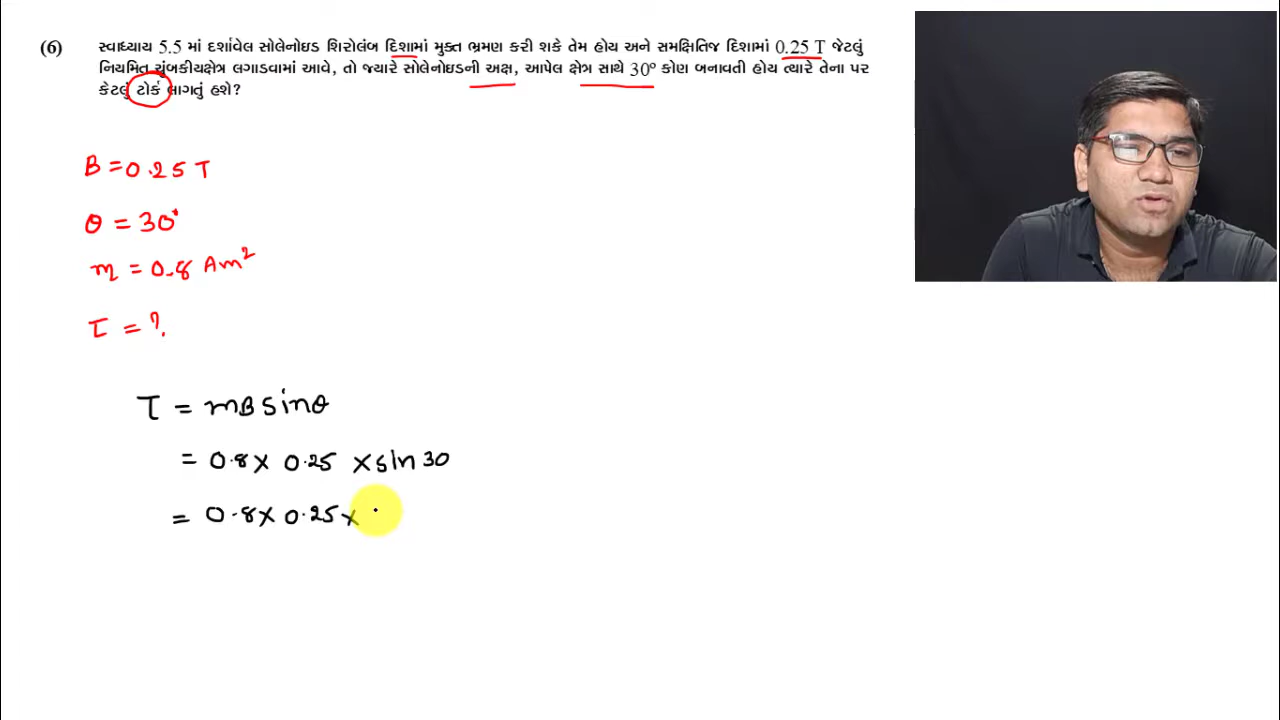 (6) સ્વાધ્યાય 5.5 માં દર્શાવેલ સોલેનોઇડ શિરોલંબ દિશામાં મુક્ત ભ્રમણ કરી શકે તેમ હોય અને સમક્ષિતિજ દિશામાં 0.25 T જેટલું
નિયમિત ચુંબકીયક્ષેત્ર લગાડવામાં આવે, તો જ્યારે સોલેનોઇડની અક્ષ, આપેલ ક્ષેત્ર સાથે 30° કોણ બનાવતી હોય ત્યારે તેના પર
કેટલું ટૉર્ક લાગતું હશે?
B = 0.25 T
θ = 30°
m = 0.8 Am²
τ = ?
τ = mB sinθ
= 0.8 × 0.25 × sin 30
= 0.8 × 0.25 ×